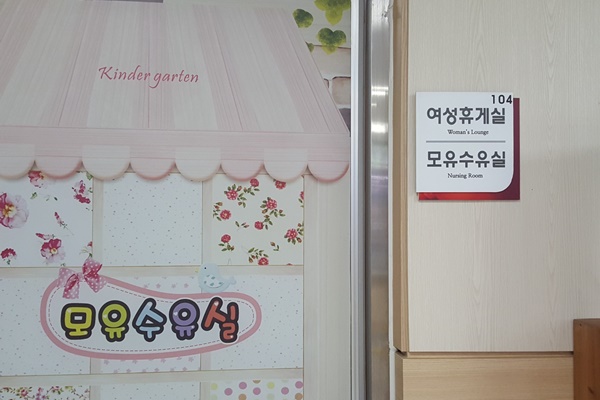 Kinder garten
모유수유실
104
여성휴게실
Woman's Lounge
모유수유실
Nursing Room